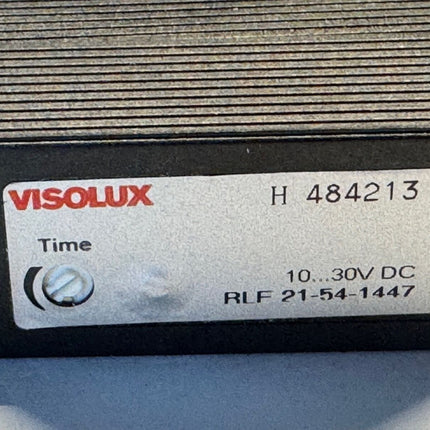 VISOLUX H 484213
Time
10...30V DC
RLF 21-54-1447